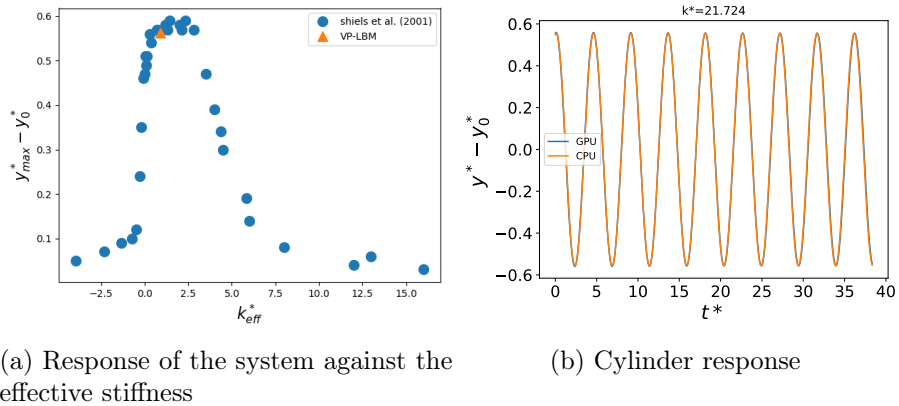 0.6
0.5
0.4
0.3
0.2
0.1
y*max − y*0
−2.5
0.0
2.5
5.0
7.5
10.0
12.5
15.0
k*eff
shiels et al. (2001)
VP-LBM
k*=21.724
0.6
0.4
0.2
0.0
−0.2
−0.4
−0.6
y* − y*0
GPU
CPU
0
5
10
15
20
25
30
35
40
t*
(a) Response of the system against the
effective stiffness
(b) Cylinder response